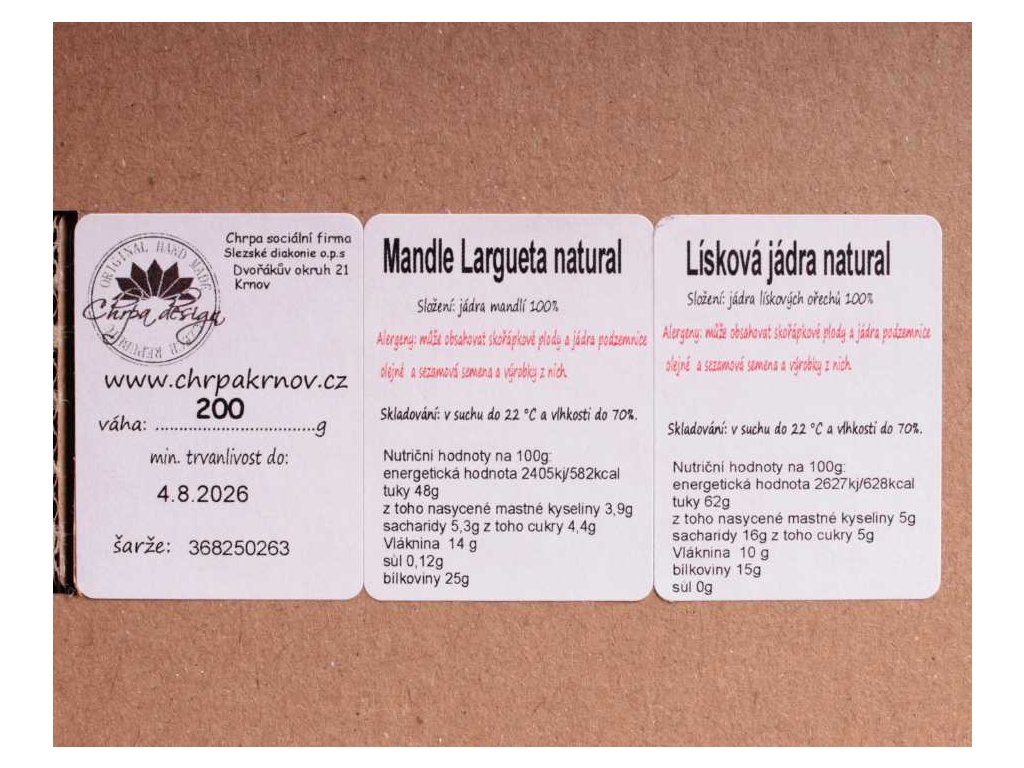 ORIGINAL HAND MADE
Chrpa design
CZECH REPUBLIC
Chrpa sociální firma
Slezské diakonie o.p.s
Dvořákův okruh 21
Krnov
www.chrpakrnov.cz
200
váha: ..................................g
min. trvanlivost do:
4.8.2026
šarže: 368250263
Mandle Largueta natural
Složení: jádra mandlí 100%
Alergeny: může obsahovat skořápkové plody a jádra podzemnice
olejné a sezamová semena a výrobky z nich
Skladování: v suchu do 22 °C a vlhkosti do 70%.
Nutriční hodnoty na 100g:
energetická hodnota 2405kj/582kcal
tuky 48g
z toho nasycené mastné kyseliny 3,9g
sacharidy 5,3g z toho cukry 4,4g
Vláknina 14 g
sůl 0,12g
bílkoviny 25g
Lísková jádra natural
Složení: jádra lískových ořechů 100%
Alergeny: může obsahovat skořápkové plody a jádra podzemnice
olejné a sezamová semena a výrobky z nich
Skladování: v suchu do 22 °C a vlhkosti do 70%.
Nutriční hodnoty na 100g:
energetická hodnota 2627kj/628kcal
tuky 62g
z toho nasycené mastné kyseliny 5g
sacharidy 16g z toho cukry 5g
Vláknina 10 g
bílkoviny 15g
sůl 0g